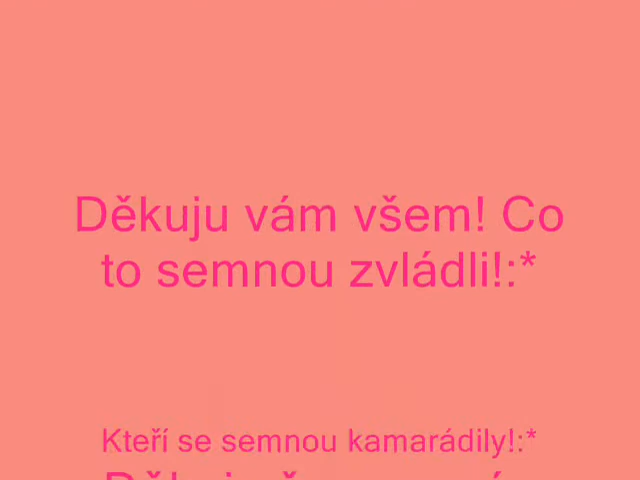 Děkuju vám všem! Co
to semnou zvládli!:*
Kteří se semnou kamarádily!:*